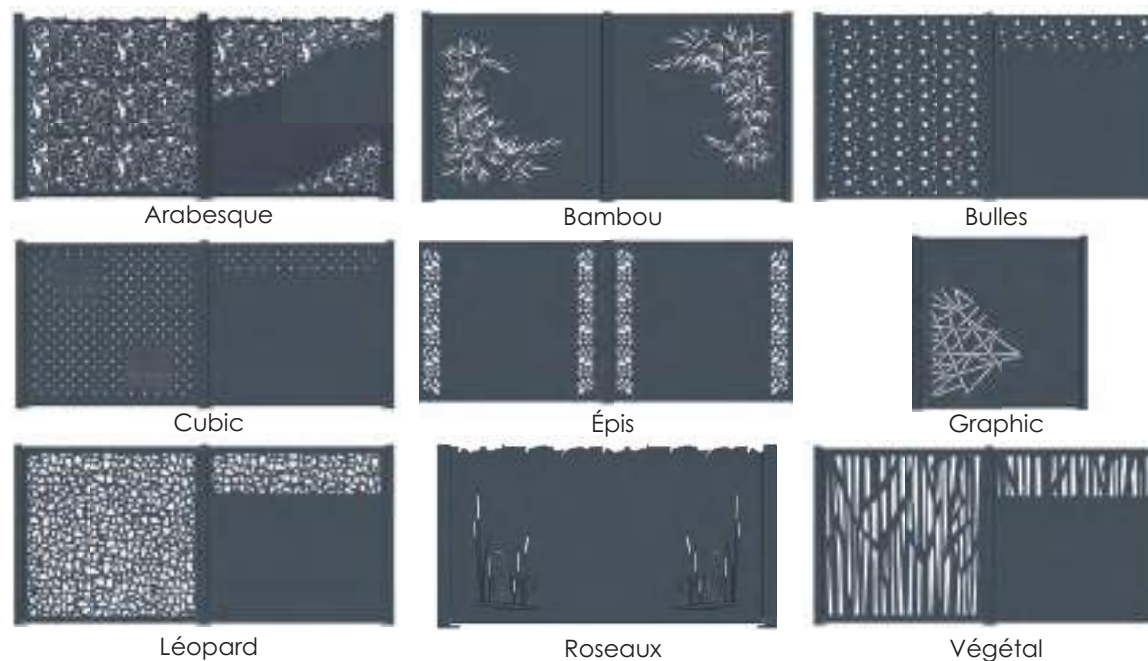 Arabesque
Bambou
Bulles
Cubic
Épis
Graphic
Léopard
Roseaux
Végétal